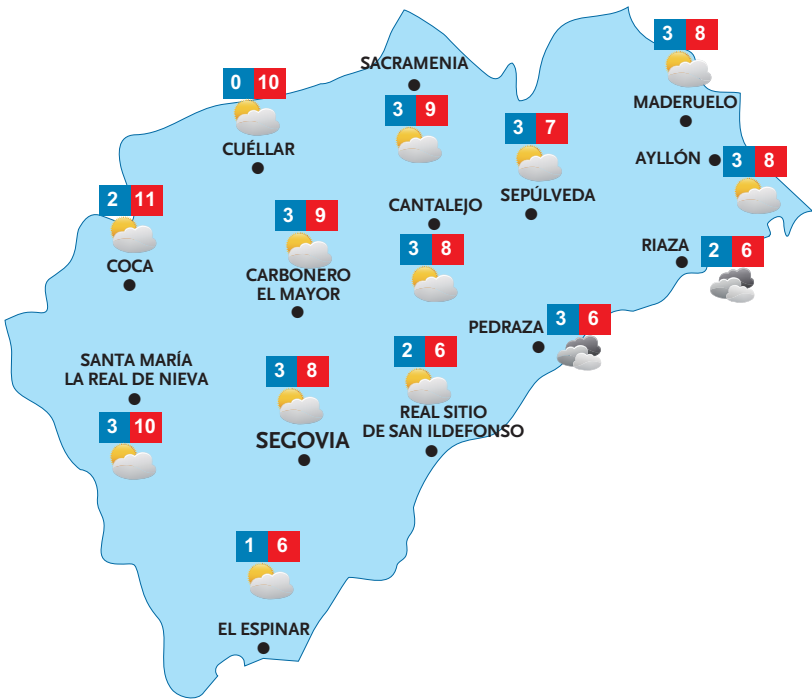 3 8
MADERUELO
SACRAMENIA
3 9
0 10
CUÉLLAR
3 7
SEPÚLVEDA
AYLLÓN
3 8
2 11
COCA
3 9
CARBONERO
EL MAYOR
CANTALEJO
3 8
RIAZA
2 6
PEDRAZA
3 6
SANTA MARÍA
LA REAL DE NIEVA
3 10
3 8
SEGOVIA
2 6
REAL SITIO
DE SAN ILDEFONSO
1 6
EL ESPINAR